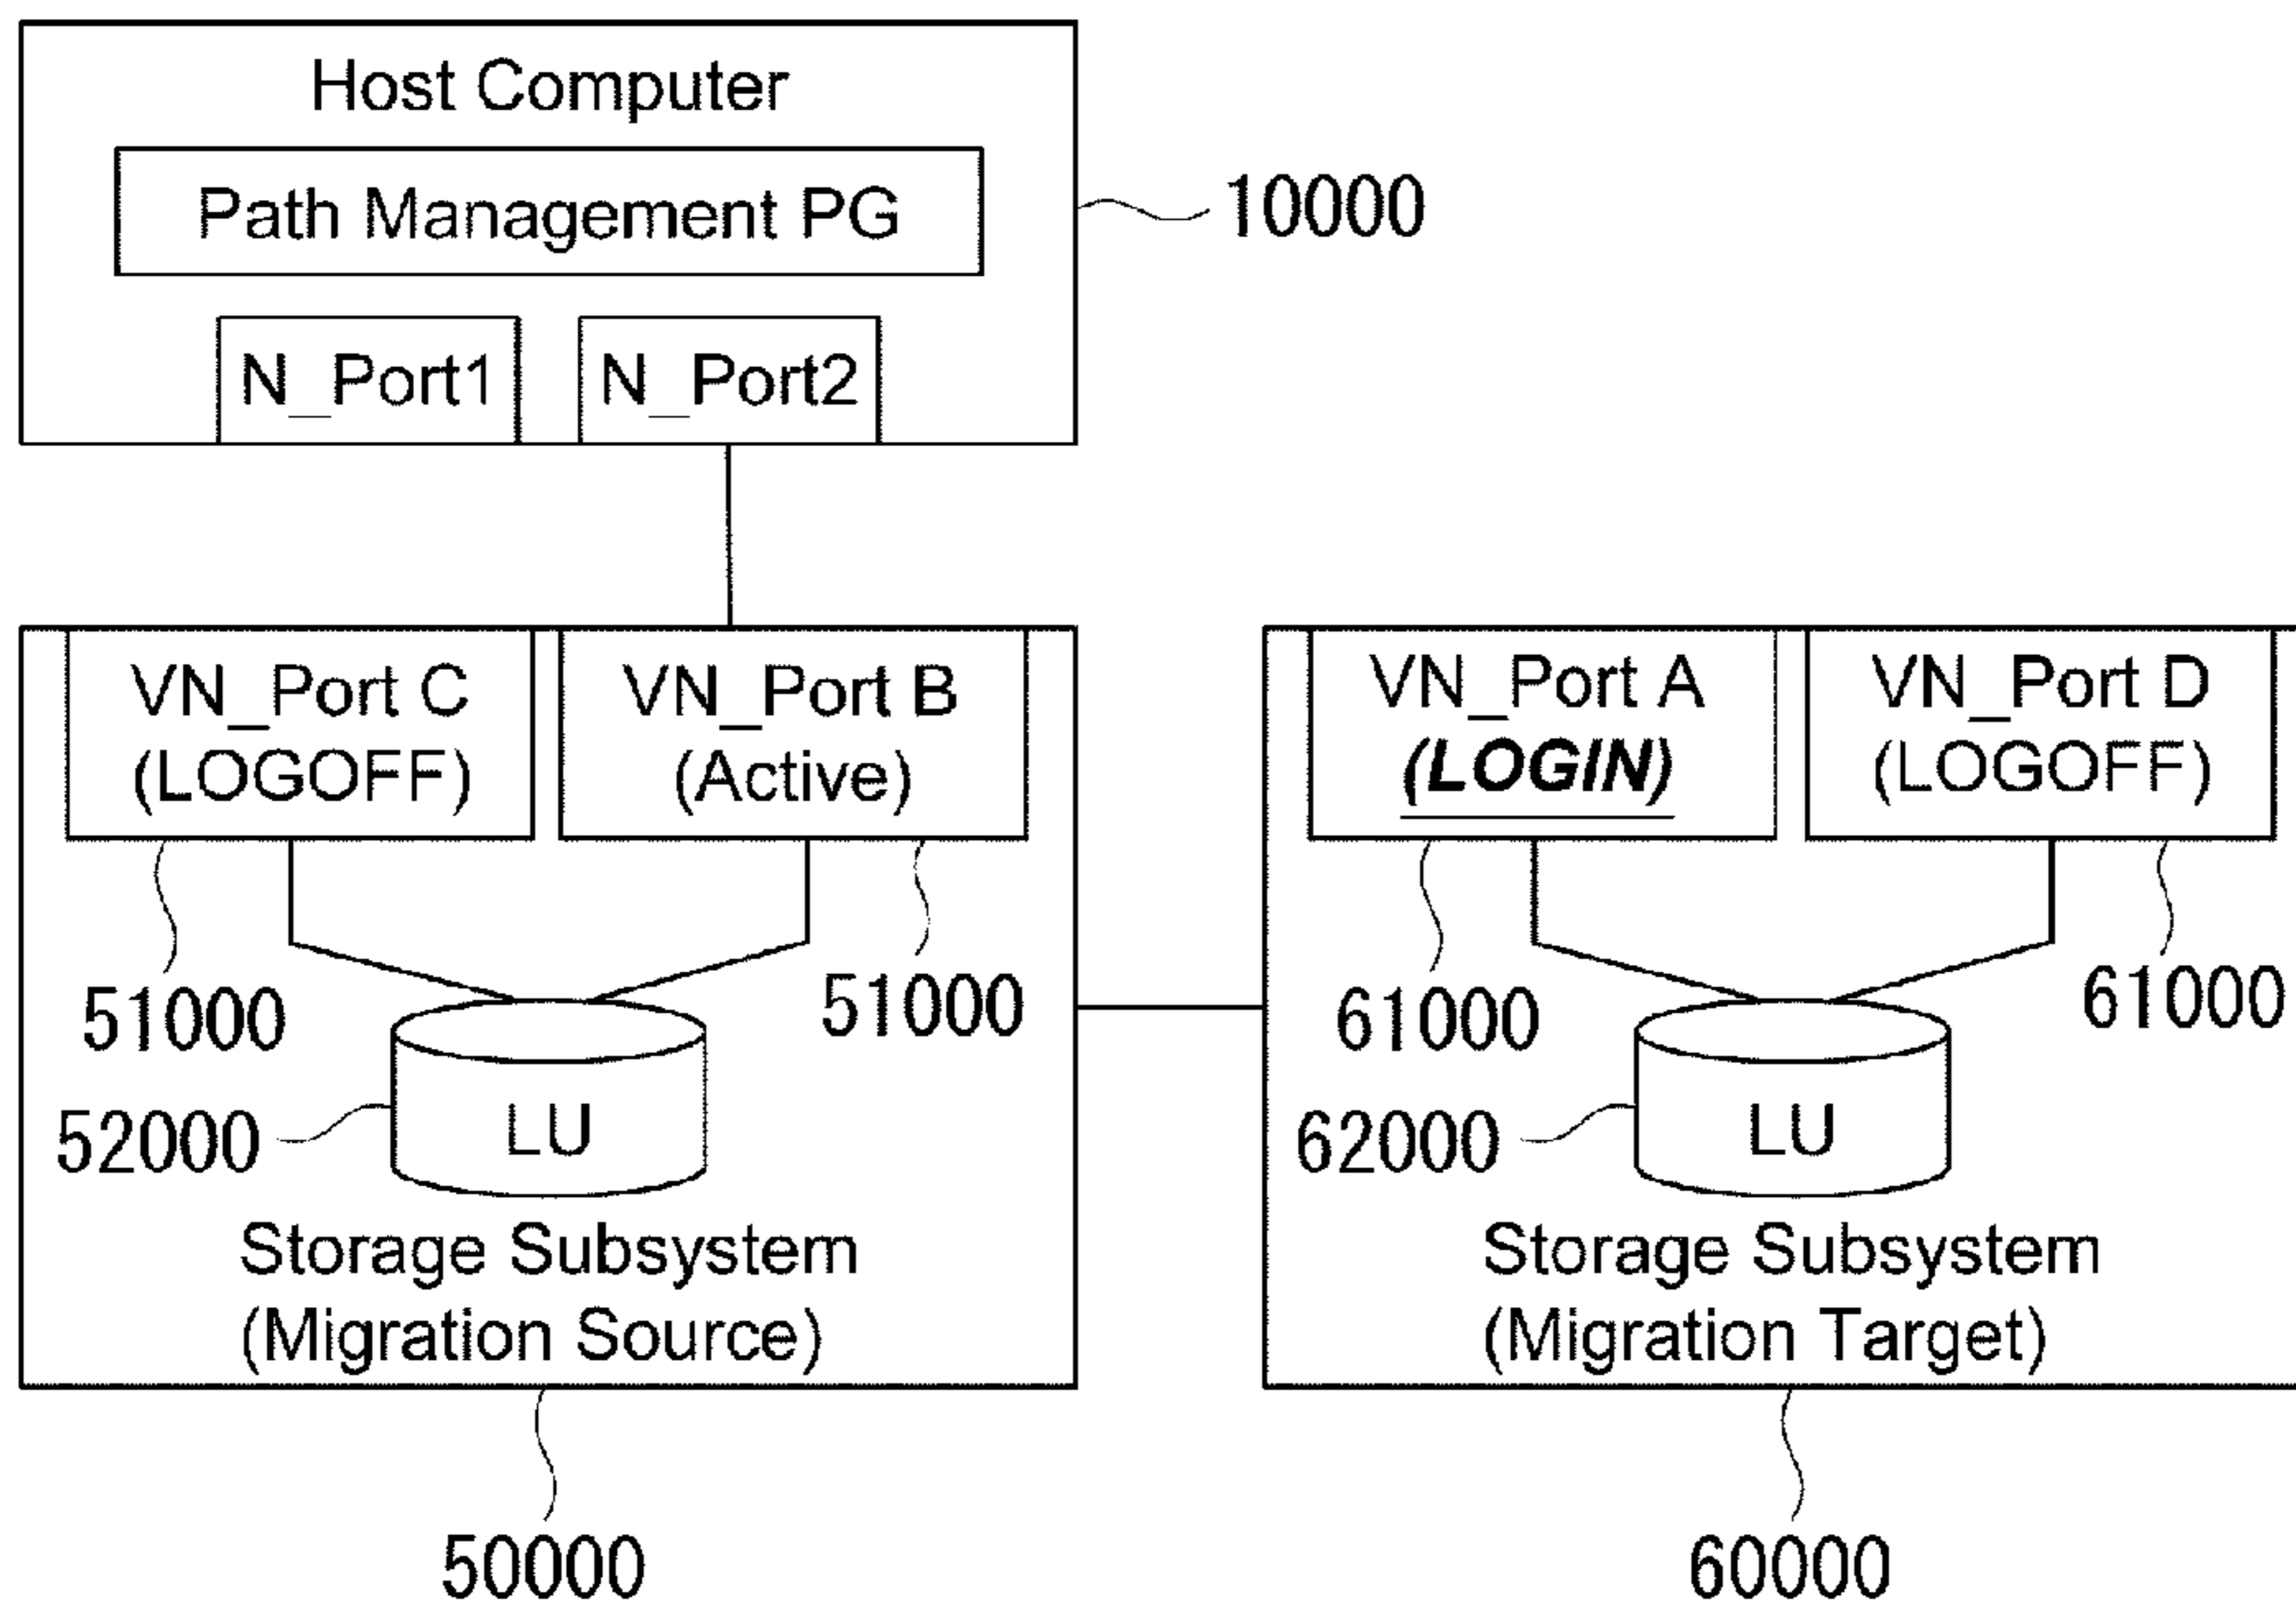 Host Computer
Path Management PG
10000
N_Port1
N_Port2
VN_Port C
(LOGOFF)
VN_Port B
(Active)
VN_Port A
(LOGIN)
VN_Port D
(LOGOFF)
51000
51000
61000
61000
52000
LU
62000
LU
Storage Subsystem
(Migration Source)
Storage Subsystem
(Migration Target)
50000
60000